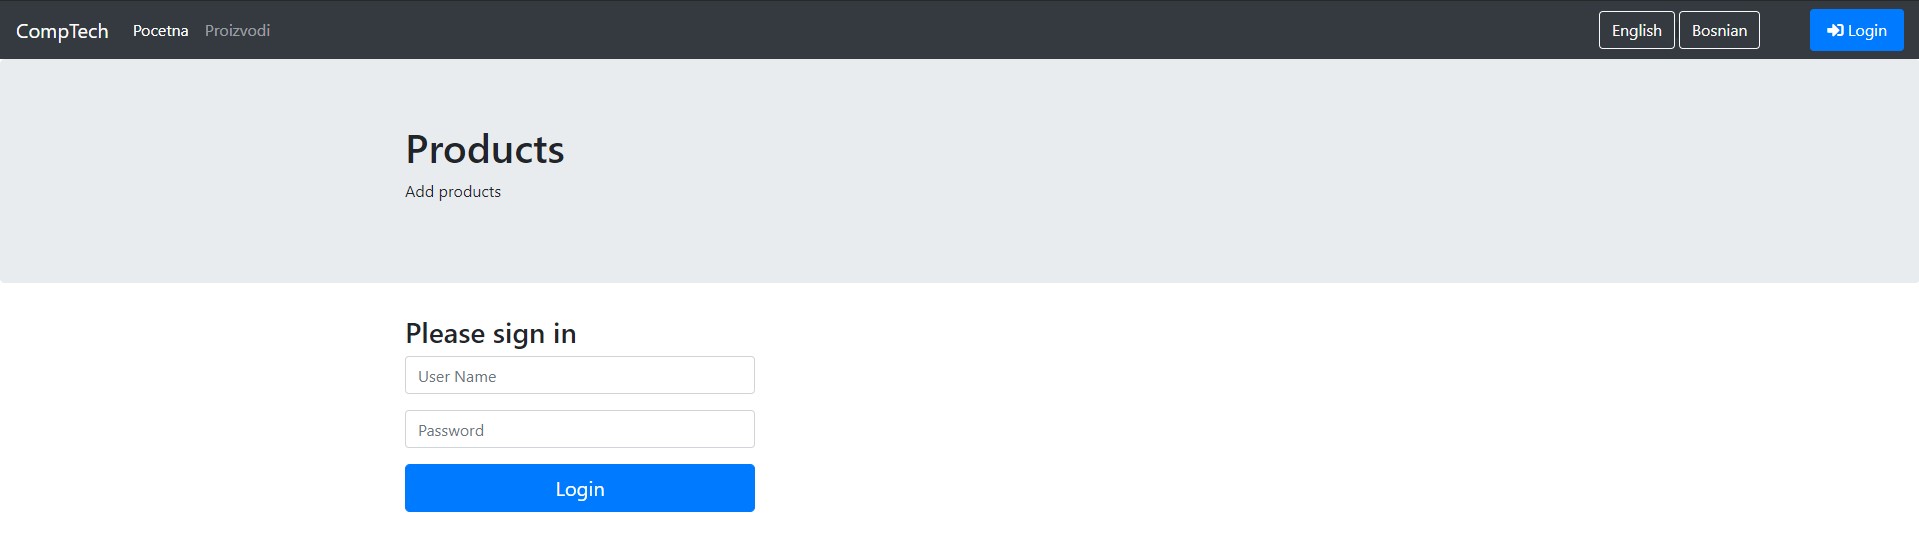 CompTech Pocetna Proizvodi English Bosnian Login
Products
Add products
Please sign in
User Name
Password
Login